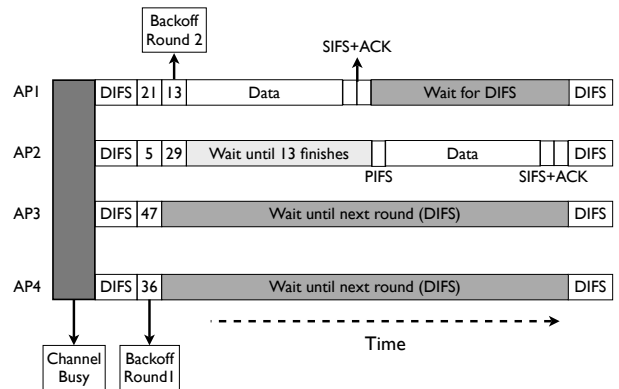 Backoff
Round 2
SIFS+ACK
AP1 DIFS 21 13 Data Wait for DIFS DIFS
AP2 DIFS 5 29 Wait until 13 finishes Data DIFS
PIFS SIFS+ACK
AP3 DIFS 47 Wait until next round (DIFS) DIFS
AP4 DIFS 36 Wait until next round (DIFS) DIFS
Time
Channel
Busy
Backoff
Round1